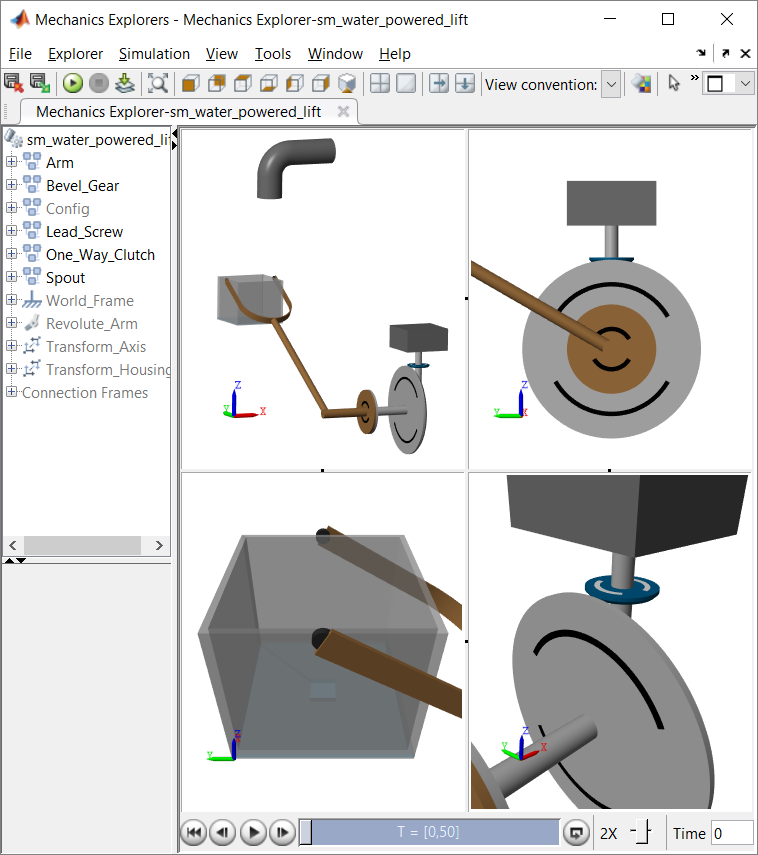 Mechanics Explorers - Mechanics Explorer-sm_water_powered_lift
File Explorer Simulation View Tools Window Help
View convention:
»
Mechanics Explorer-sm_water_powered_lift
sm_water_powered_li
Arm
Bevel_Gear
Config
Lead_Screw
One_Way_Clutch
Spout
World_Frame
Revolute_Arm
Transform_Axis
Transform_Housing
Connection Frames
Z
Y
X
Z
Y
Z
Y
Z
Y
X
T = [0,50]
2X
Time 0